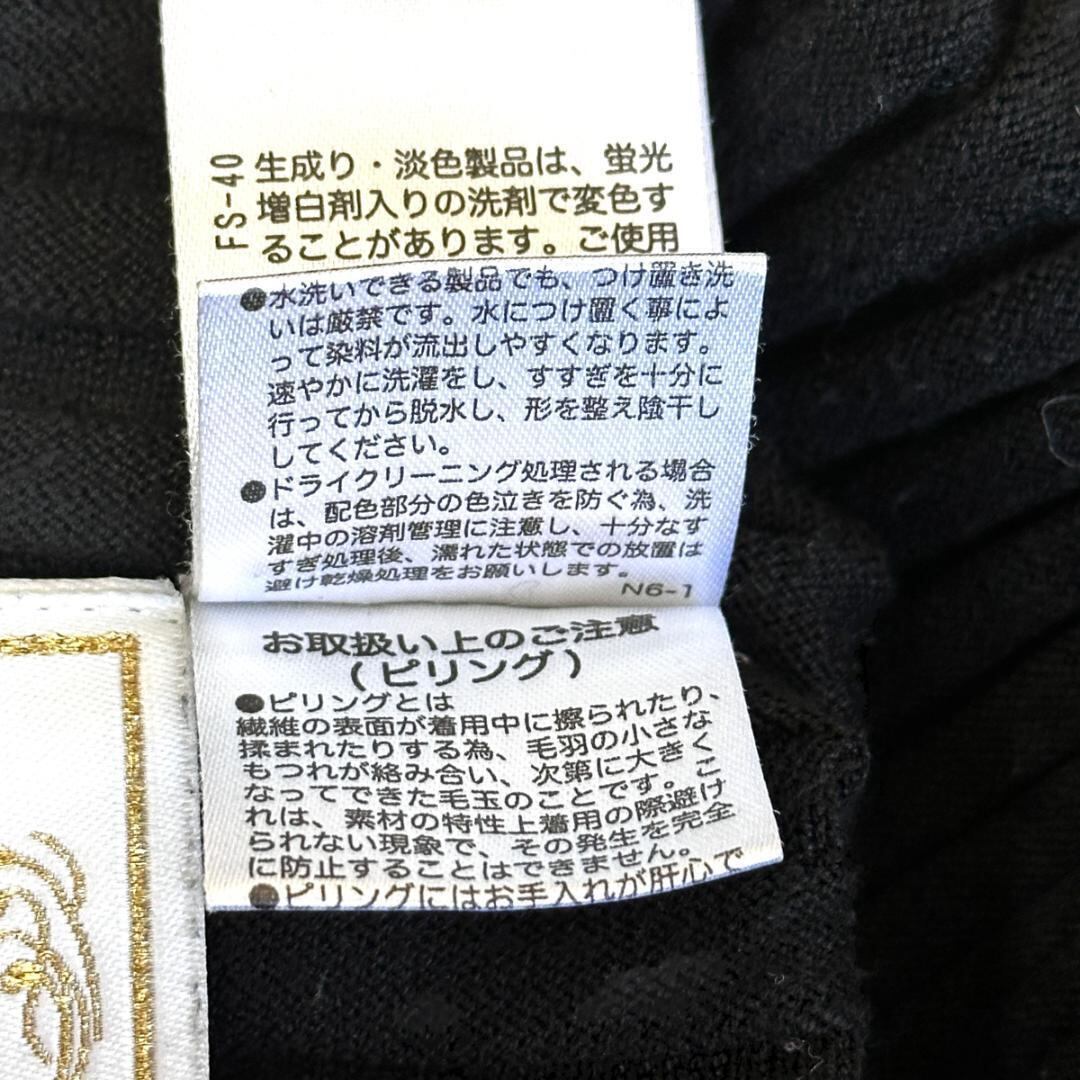 FS-40
生成り・淡色製品は、蛍光
増白剤入りの洗剤で変色す
ることがあります。ご使用
●水洗いできる製品でも、つけ置き洗
いは厳禁です。水につけ置く事によ
って染料が流出しやすくなります。
速やかに洗濯をし、すすぎを十分に
行ってから脱水し、形を整え陰干し
してください。
●ドライクリーニング処理される場合
は、配色部分の色泣きを防ぐ為、洗
濯中の溶剤管理に注意し、十分なす
すぎ処理後、濡れた状態での放置は
避け乾燥処理をお願いします。
N6-1
お取扱い上のご注意
（ピリング）
●ピリングとは
繊維の表面が着用中に擦られたり、
揉まれたりする為、毛羽の小さな
もつれが絡み合い、次第に大きく
なってできた毛玉のことです。こ
れは、素材の特性上着用の際避け
られない現象で、その発生を完全
に防止することはできません。
●ピリングにはお手入れが肝心で